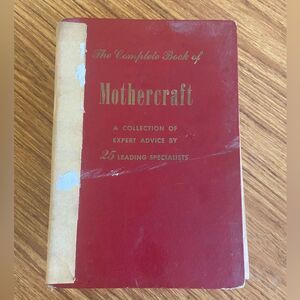 The Complete Book of
Mothercraft
A COLLECTION OF
EXPERT ADVICE BY
25 LEADING SPECIALISTS